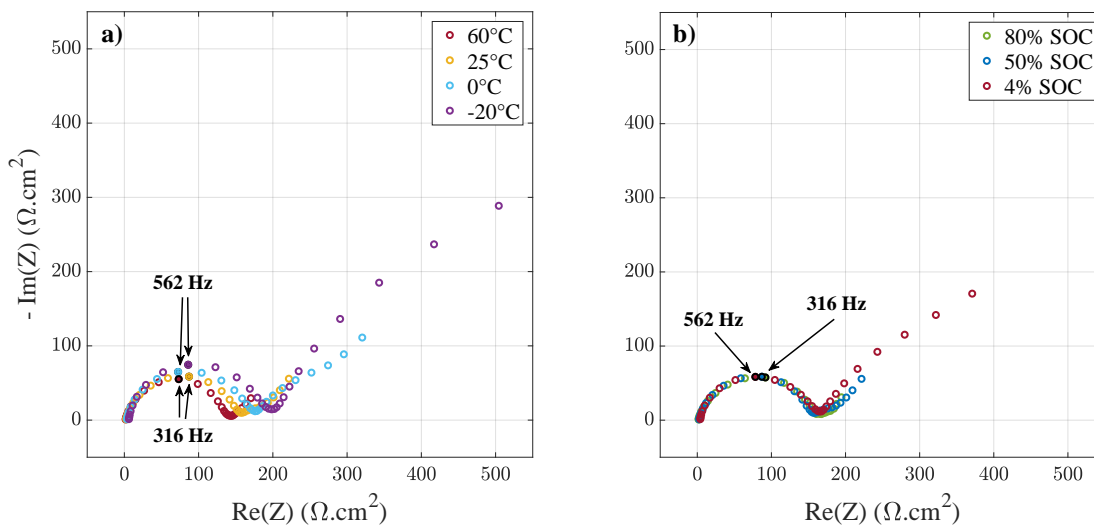 a)
60°C
25°C
0°C
-20°C
562 Hz
316 Hz
500
400
300
200
100
0
0 100 200 300 400 500
- Im(Z) (Ω.cm²)
Re(Z) (Ω.cm²)
b)
80% SOC
50% SOC
4% SOC
562 Hz
316 Hz
500
400
300
200
100
0
0 100 200 300 400 500
Re(Z) (Ω.cm²)